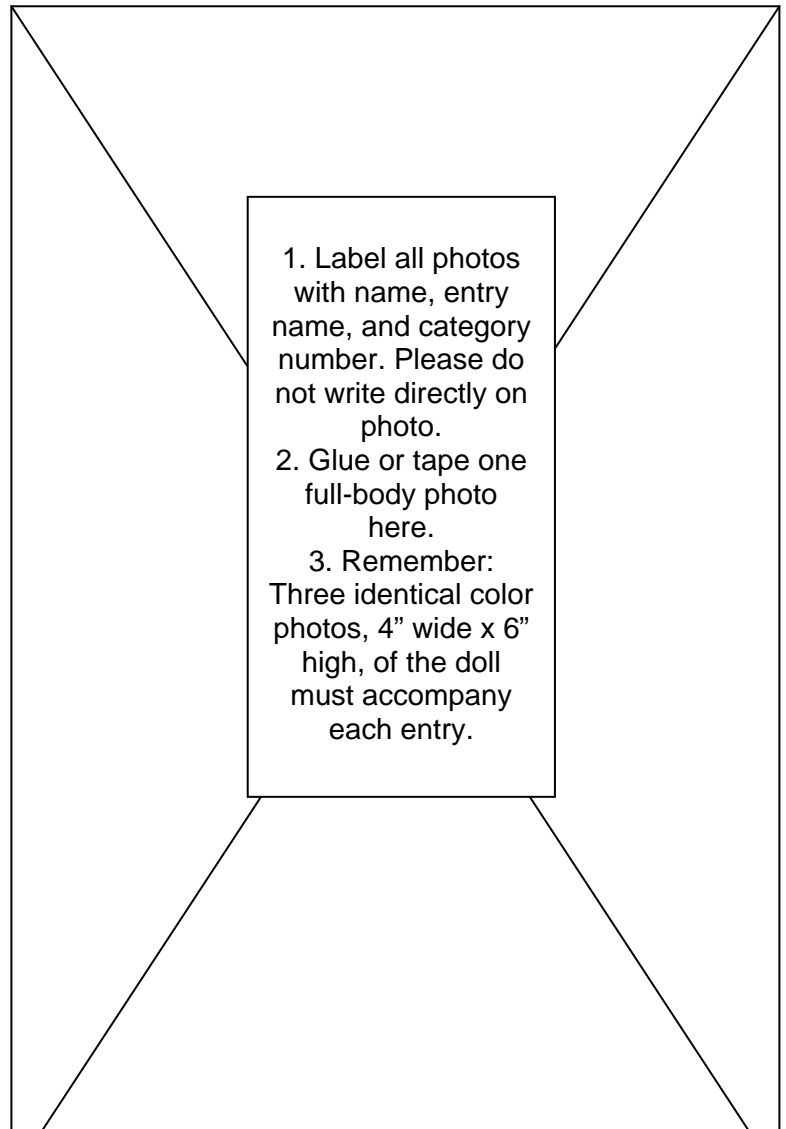 1. Label all photos
with name, entry
name, and category
number. Please do
not write directly on
photo.
2. Glue or tape one
full-body photo
here.
3. Remember:
Three identical color
photos, 4” wide x 6”
high, of the doll
must accompany
each entry.